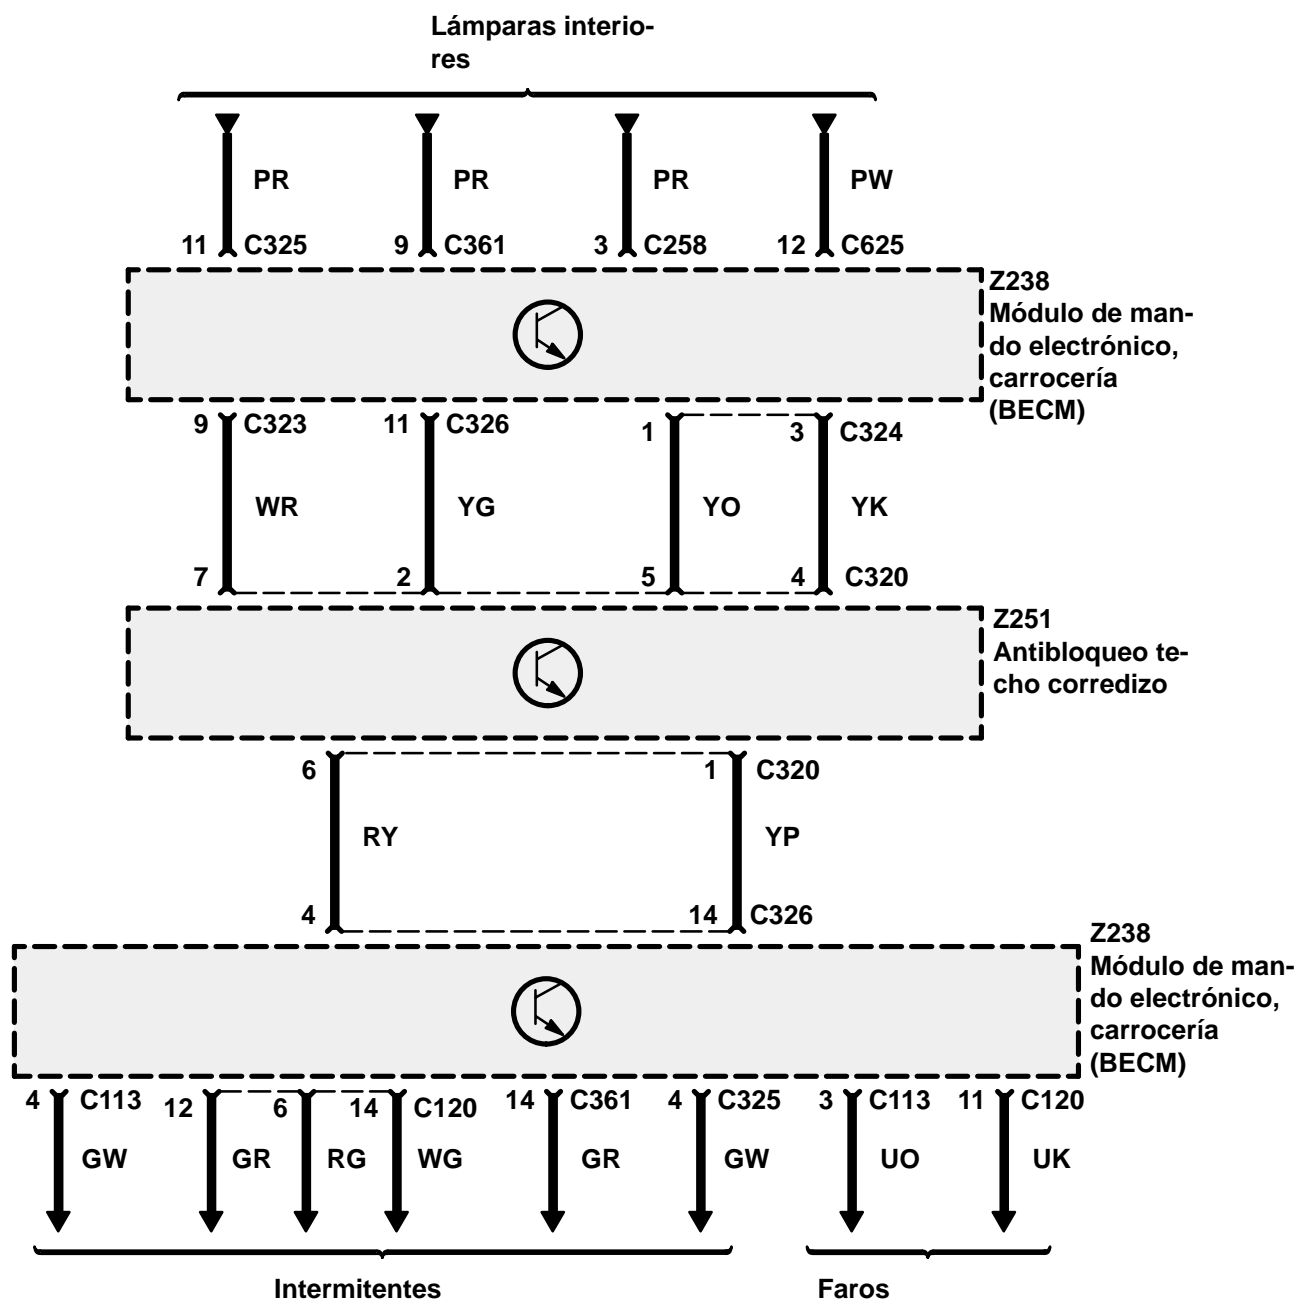 Lámparas interio-
res
PR PR PR PW
11 C325 9 C361 3 C258 12 C625
Z238
Módulo de man-
do electrónico,
carrocería
(BECM)
9 C323 11 C326 1 3 C324
WR YG YO YK
7 2 5 4 C320
Z251
Antibloqueo te-
cho corredizo
6 1 C320
RY YP
4 14 C326
Z238
Módulo de man-
do electrónico,
carrocería
(BECM)
4 C113 12 6 14 C120 14 C361 4 C325 3 C113 11 C120
GW GR RG WG GR GW UO UK
Intermitentes Faros